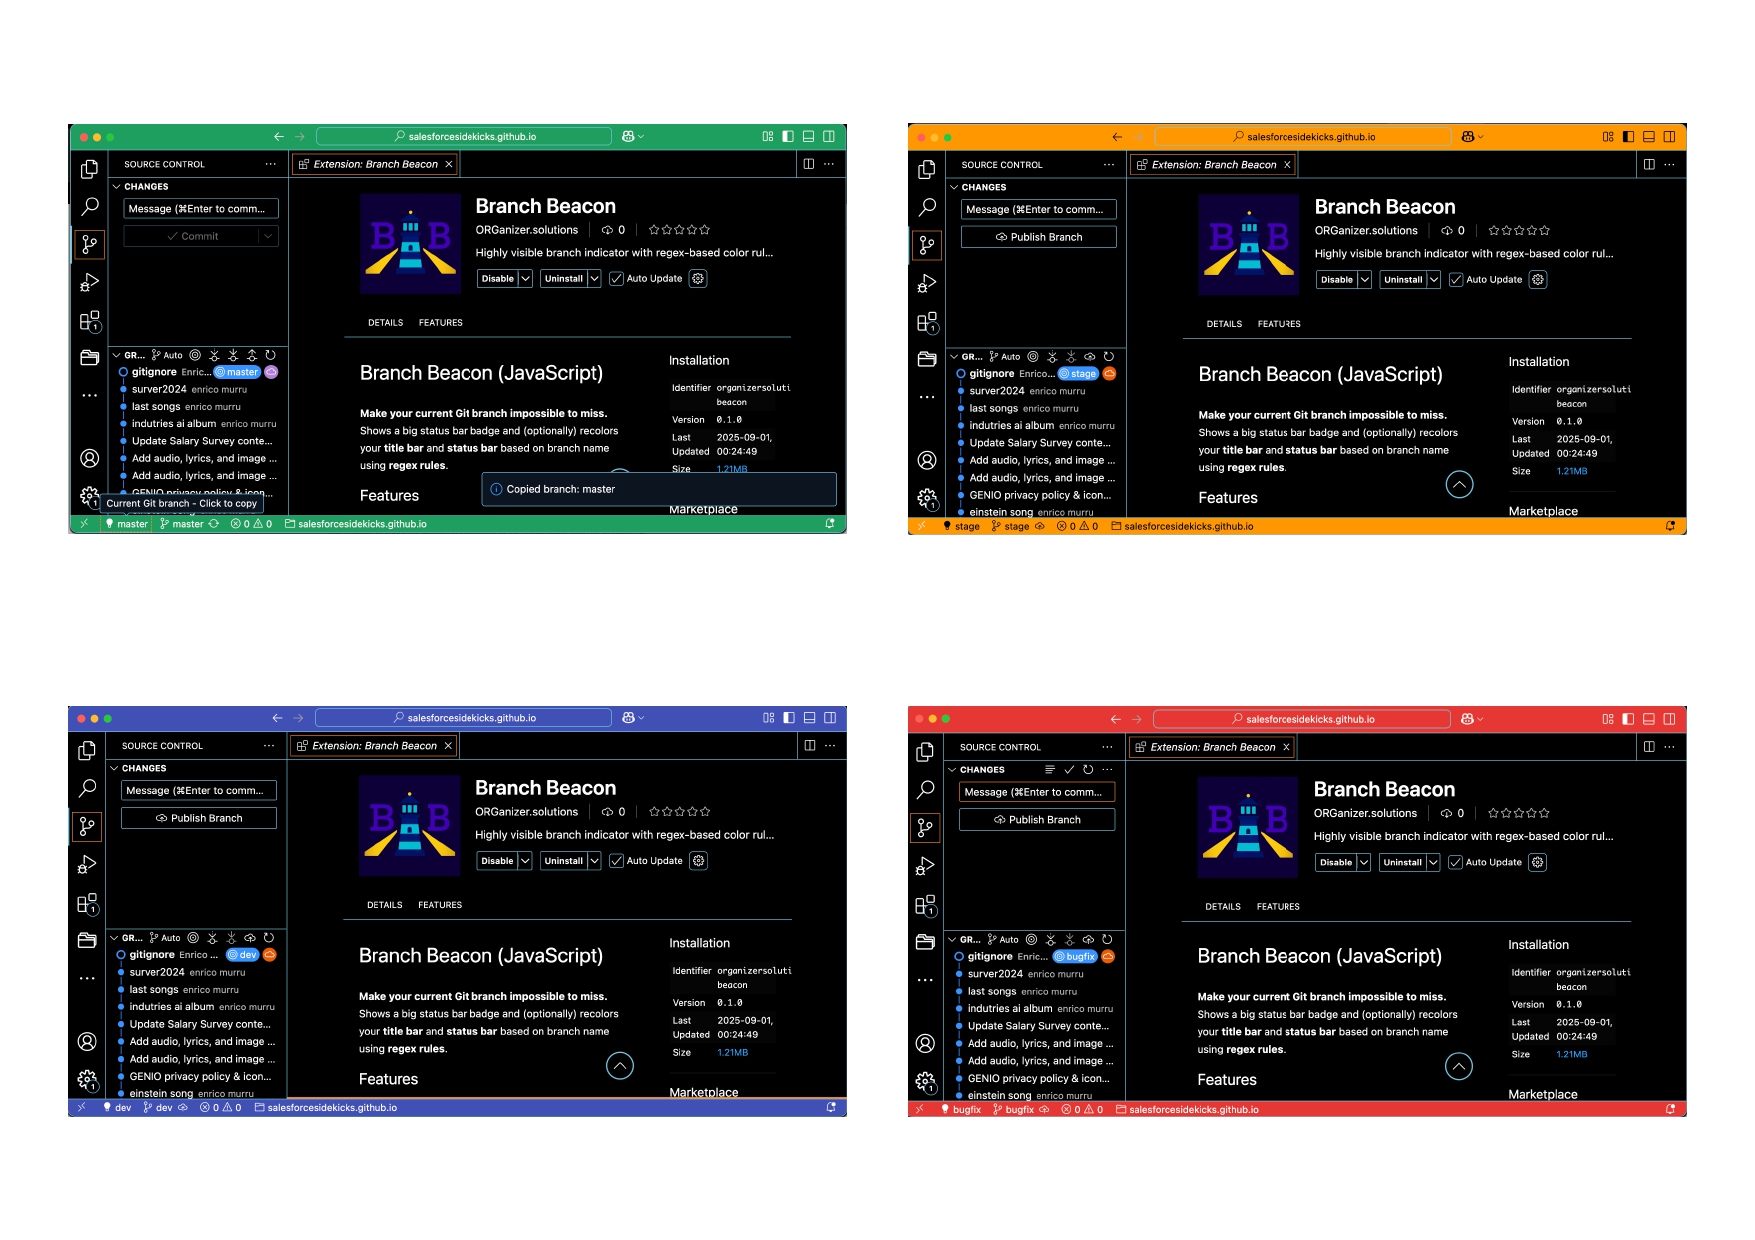 salesforcesidekicks.github.io
SOURCE CONTROL
Extension: Branch Beacon
CHANGES
Message (⌘Enter to comm...
Commit
B B
Branch Beacon
ORGanizer.solutions 0
Highly visible branch indicator with regex-based color rul...
Disable Uninstall Auto Update
DETAILS FEATURES
1
GR... Auto
gitignore Enric... master
surver2024 enrico murru
last songs enrico murru
indutries ai album enrico murru
Update Salary Survey conte...
Add audio, lyrics, and image ...
Add audio, lyrics, and image ...
GENIO privacy policy & icon...
1
Current Git branch - Click to copy
Branch Beacon (JavaScript)
Make your current Git branch impossible to miss.
Shows a big status bar badge and (optionally) recolors
your title bar and status bar based on branch name
using regex rules.
Features
Installation
Identifier organizersoluti
beacon
Version 0.1.0
Last Updated 2025-09-01, 00:24:49
Size 1.21MB
Copied branch: master
Marketplace
master master 0 0 salesforcesidekicks.github.io
salesforcesidekicks.github.io
SOURCE CONTROL
Extension: Branch Beacon
CHANGES
Message (⌘Enter to comm...
Publish Branch
B B
Branch Beacon
ORGanizer.solutions 0
Highly visible branch indicator with regex-based color rul...
Disable Uninstall Auto Update
DETAILS FEATURES
1
GR... Auto
gitignore Enrico... stage
surver2024 enrico murru
last songs enrico murru
indutries ai album enrico murru
Update Salary Survey conte...
Add audio, lyrics, and image ...
Add audio, lyrics, and image ...
GENIO privacy policy & icon...
einstein song enrico murru
1
Branch Beacon (JavaScript)
Make your current Git branch impossible to miss.
Shows a big status bar badge and (optionally) recolors
your title bar and status bar based on branch name
using regex rules.
Features
Installation
Identifier organizersoluti
beacon
Version 0.1.0
Last Updated 2025-09-01, 00:24:49
Size 1.21MB
Marketplace
stage stage 0 0 salesforcesidekicks.github.io
salesforcesidekicks.github.io
SOURCE CONTROL
Extension: Branch Beacon
CHANGES
Message (⌘Enter to comm...
Publish Branch
B B
Branch Beacon
ORGanizer.solutions 0
Highly visible branch indicator with regex-based color rul...
Disable Uninstall Auto Update
DETAILS FEATURES
1
GR... Auto
gitignore Enrico ... dev
surver2024 enrico murru
last songs enrico murru
indutries ai album enrico murru
Update Salary Survey conte...
Add audio, lyrics, and image ...
Add audio, lyrics, and image ...
GENIO privacy policy & icon...
einstein song enrico murru
1
Branch Beacon (JavaScript)
Make your current Git branch impossible to miss.
Shows a big status bar badge and (optionally) recolors
your title bar and status bar based on branch name
using regex rules.
Features
Installation
Identifier organizersoluti
beacon
Version 0.1.0
Last Updated 2025-09-01, 00:24:49
Size 1.21MB
Marketplace
dev dev 0 0 salesforcesidekicks.github.io
salesforcesidekicks.github.io
SOURCE CONTROL
Extension: Branch Beacon
CHANGES
Message (⌘Enter to comm...
Publish Branch
B B
Branch Beacon
ORGanizer.solutions 0
Highly visible branch indicator with regex-based color rul...
Disable Uninstall Auto Update
DETAILS FEATURES
1
GR... Auto
gitignore Enric... bugfix
surver2024 enrico murru
last songs enrico murru
indutries ai album enrico murru
Update Salary Survey conte...
Add audio, lyrics, and image ...
Add audio, lyrics, and image ...
GENIO privacy policy & icon...
einstein song enrico murru
1
Branch Beacon (JavaScript)
Make your current Git branch impossible to miss.
Shows a big status bar badge and (optionally) recolors
your title bar and status bar based on branch name
using regex rules.
Features
Installation
Identifier organizersoluti
beacon
Version 0.1.0
Last Updated 2025-09-01, 00:24:49
Size 1.21MB
Marketplace
bugfix bugfix 0 0 salesforcesidekicks.github.io